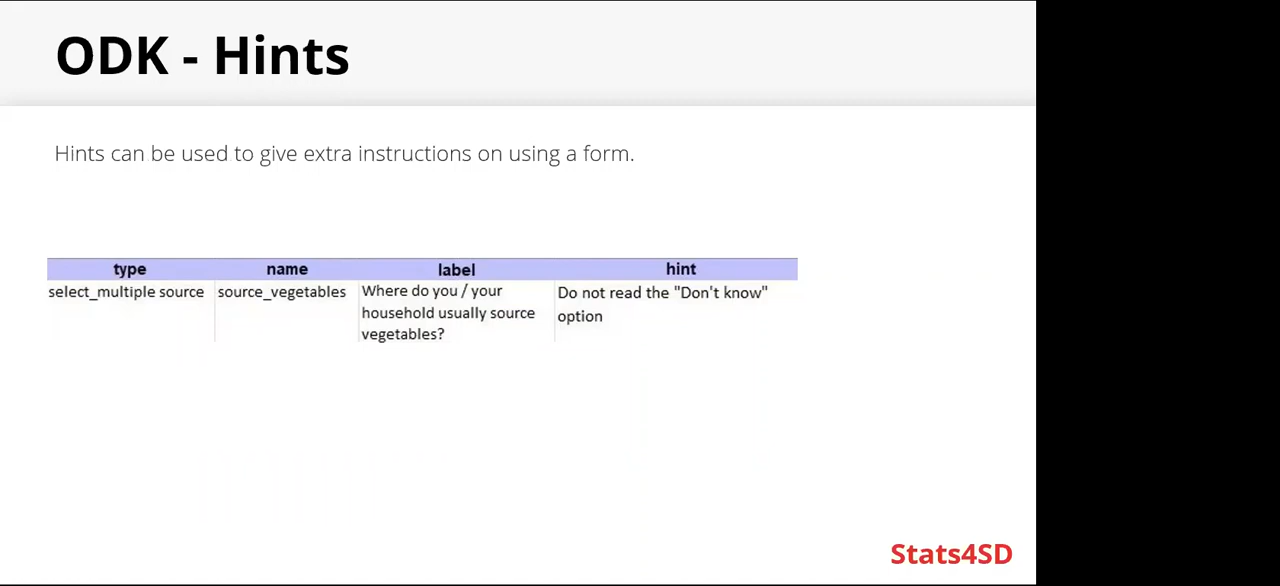 ODK - Hints
Hints can be used to give extra instructions on using a form.
type name label hint
select_multiple source source_vegetables Where do you / your Do not read the "Don't know"
household usually source option
vegetables?
Stats4SD